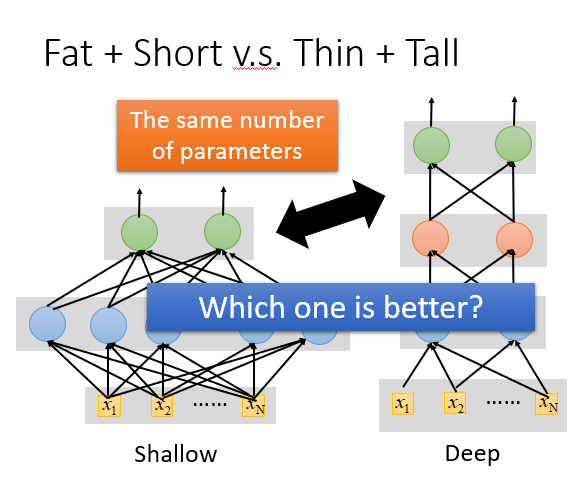 Fat + Short v.s. Thin + Tall
The same number
of parameters
Which one is better?
x1 x2 …… xN
x1 x2 …… xN
Shallow
Deep